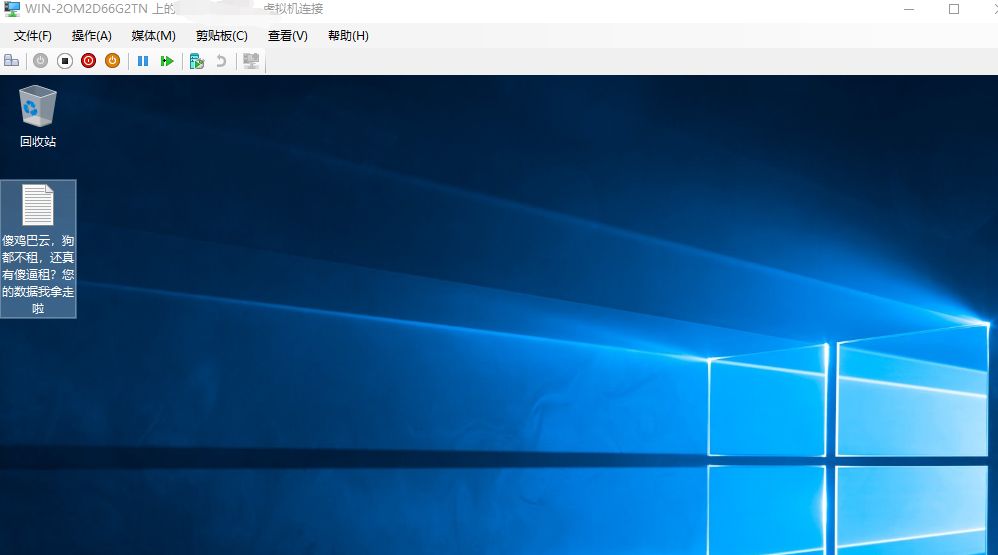 WIN-2OM2D66G2TN 上的 虚拟机连接
文件(F) 操作(A) 媒体(M) 剪贴板(C) 查看(V) 帮助(H)
回收站
傻鸡巴云，狗
都不租，还真
有傻逼租？您
的数据我拿走
啦